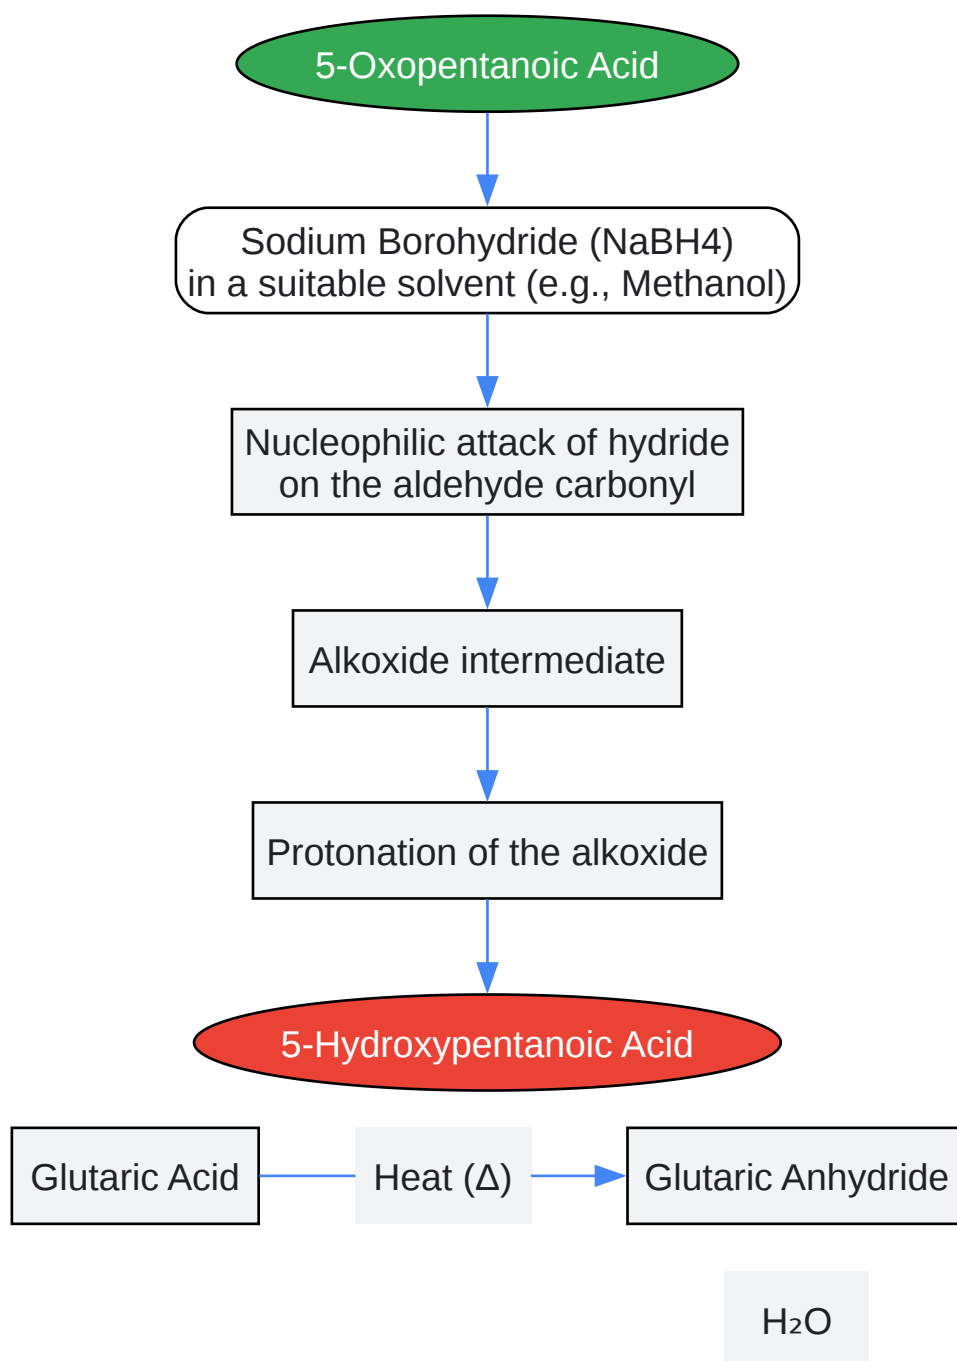 5-Oxopentanoic Acid
Sodium Borohydride (NaBH4)
in a suitable solvent (e.g., Methanol)
Nucleophilic attack of hydride
on the aldehyde carbonyl
Alkoxide intermediate
Protonation of the alkoxide
5-Hydroxypentanoic Acid
Glutaric Acid
Heat (Δ)
Glutaric Anhydride
H₂O